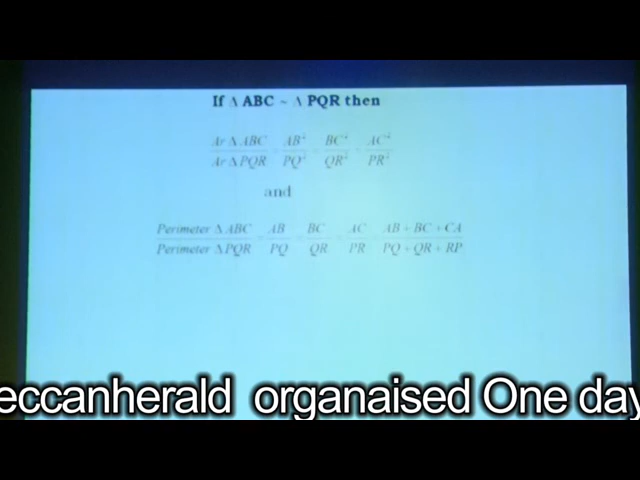 If Δ ABC ~ Δ PQR then
Ar Δ ABC / Ar Δ PQR = AB² / PQ² = BC² / QR² = AC² / PR²
and
Perimeter Δ ABC / Perimeter Δ PQR = AB / PQ = BC / QR = AC / PR = AB + BC + CA / PQ + QR + RP
eccanherald organaised One day